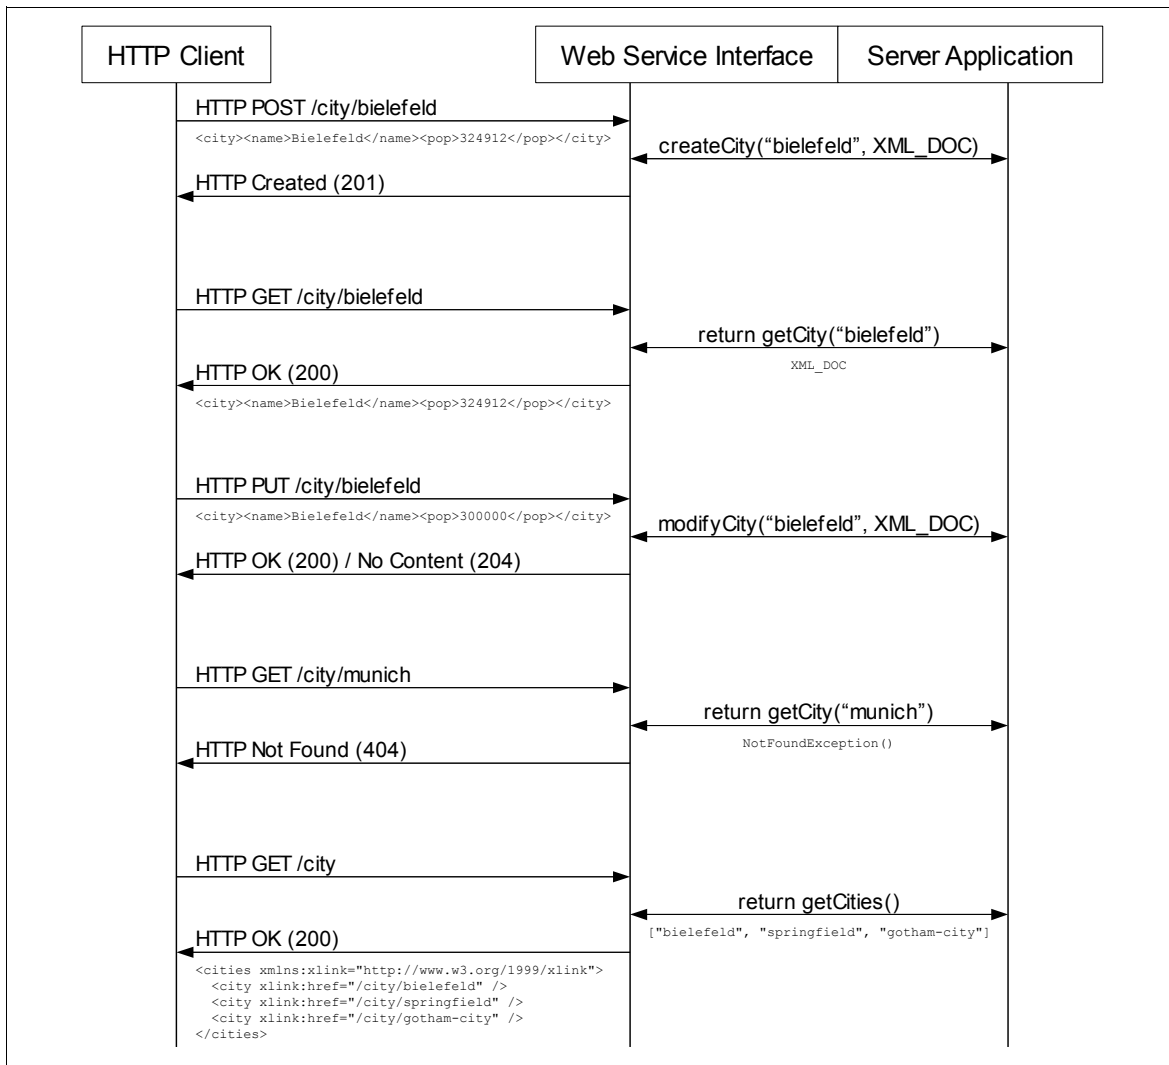 HTTP Client
Web Service Interface
Server Application
HTTP POST /city/bielefeld
<city><name>Bielefeld</name><pop>324912</pop></city>
createCity(“bielefeld”, XML_DOC)
HTTP Created (201)
HTTP GET /city/bielefeld
return getCity(“bielefeld”)
XML_DOC
HTTP OK (200)
<city><name>Bielefeld</name><pop>324912</pop></city>
HTTP PUT /city/bielefeld
<city><name>Bielefeld</name><pop>300000</pop></city>
modifyCity(“bielefeld”, XML_DOC)
HTTP OK (200) / No Content (204)
HTTP GET /city/munich
return getCity(“munich”)
NotFoundException()
HTTP Not Found (404)
HTTP GET /city
return getCities()
["bielefeld", "springfield", "gotham-city"]
HTTP OK (200)
<cities xmlns:xlink="http://www.w3.org/1999/xlink">
  <city xlink:href="/city/bielefeld" />
  <city xlink:href="/city/springfield" />
  <city xlink:href="/city/gotham-city" />
</cities>